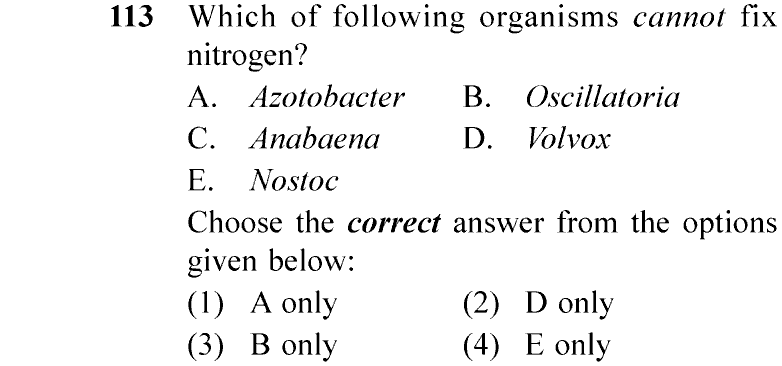 113 Which of following organisms cannot fix
nitrogen?
A. Azotobacter B. Oscillatoria
C. Anabaena D. Volvox
E. Nostoc
Choose the correct answer from the options
given below:
(1) A only (2) D only
(3) B only (4) E only